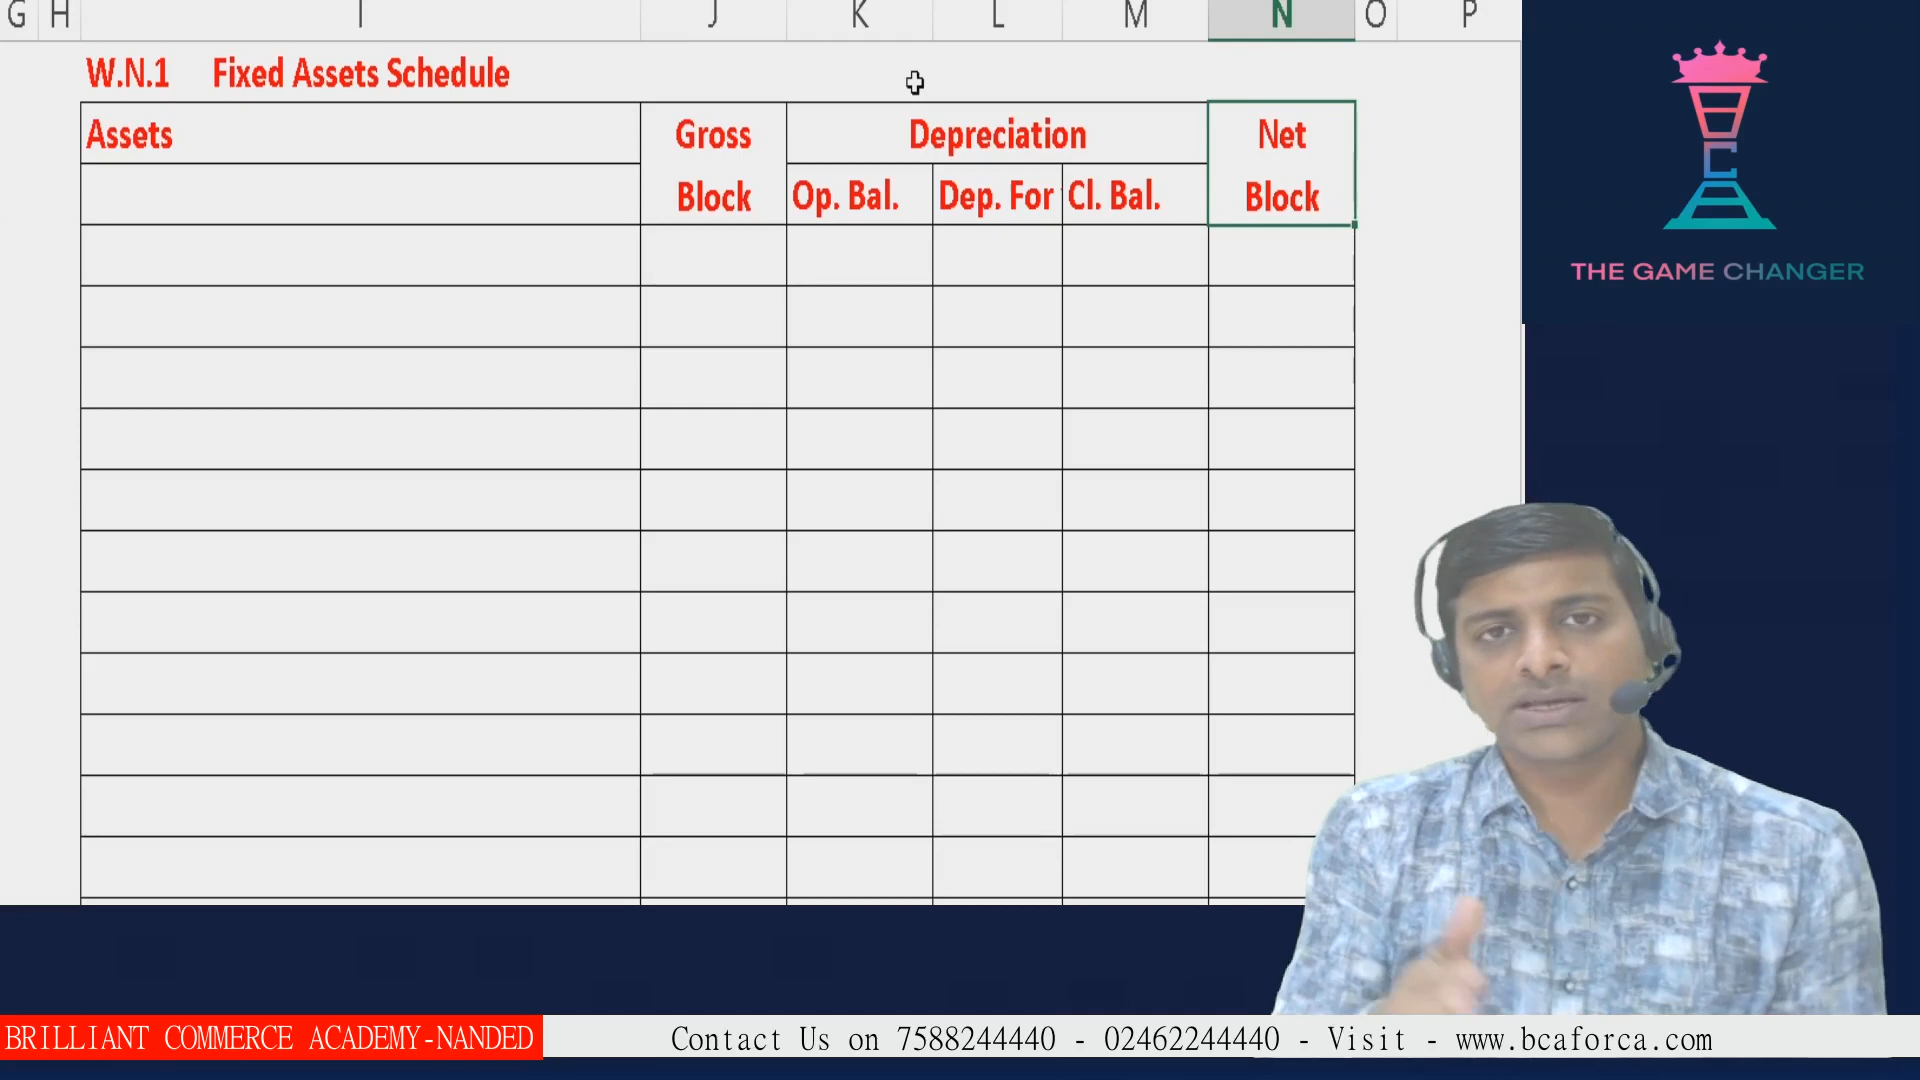 G H I J K L M N O P
W.N.1 Fixed Assets Schedule
Assets Gross Depreciation Net
Block Op. Bal. Dep. For Cl. Bal. Block
THE GAME CHANGER
BRILLIANT COMMERCE ACADEMY-NANDED Contact Us on 7588244440 - 02462244440 - Visit - www.bcaforca.com